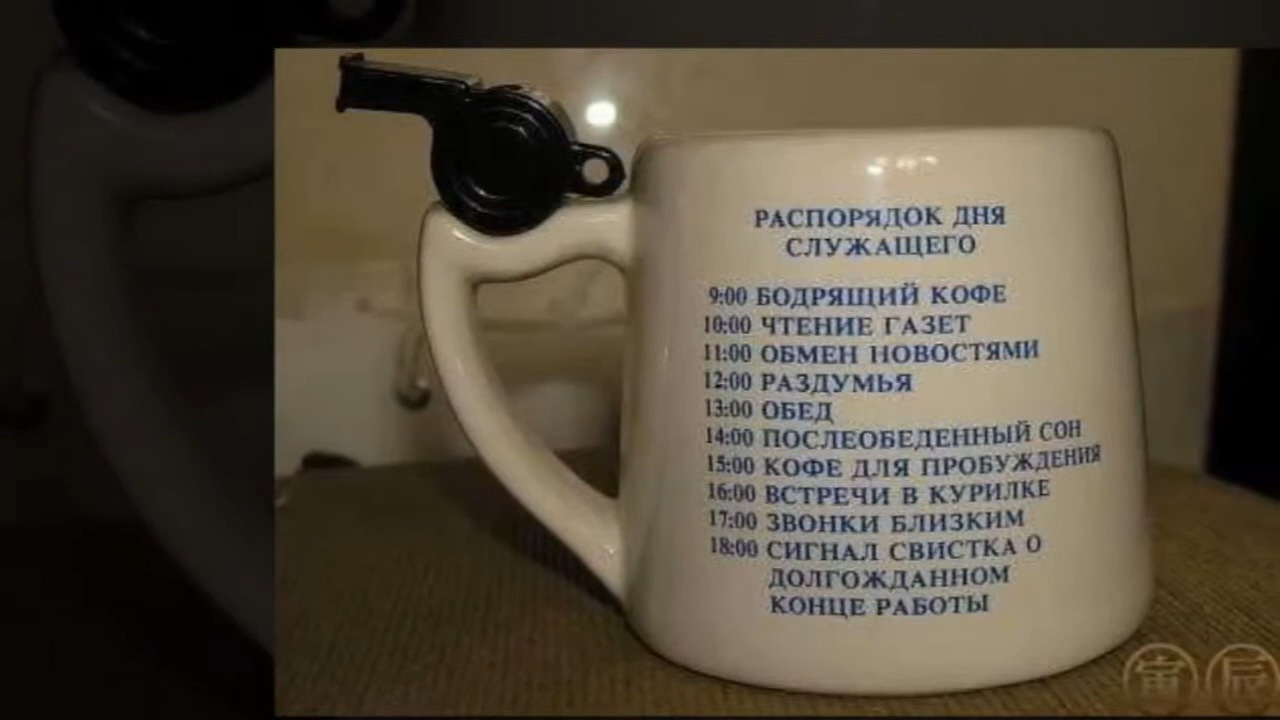 РАСПОРЯДОК ДНЯ
СЛУЖАЩЕГО
9:00 БОДРЯЩИЙ КОФЕ
10:00 ЧТЕНИЕ ГАЗЕТ
11:00 ОБМЕН НОВОСТЯМИ
12:00 РАЗДУМЬЯ
13:00 ОБЕД
14:00 ПОСЛЕОБЕДЕННЫЙ СОН
15:00 КОФЕ ДЛЯ ПРОБУЖДЕНИЯ
16:00 ВСТРЕЧИ В КУРИЛКЕ
17:00 ЗВОНКИ БЛИЗКИМ
18:00 СИГНАЛ СВИСТКА О
ДОЛГОЖДАННОМ
КОНЦЕ РАБОТЫ
寅 辰